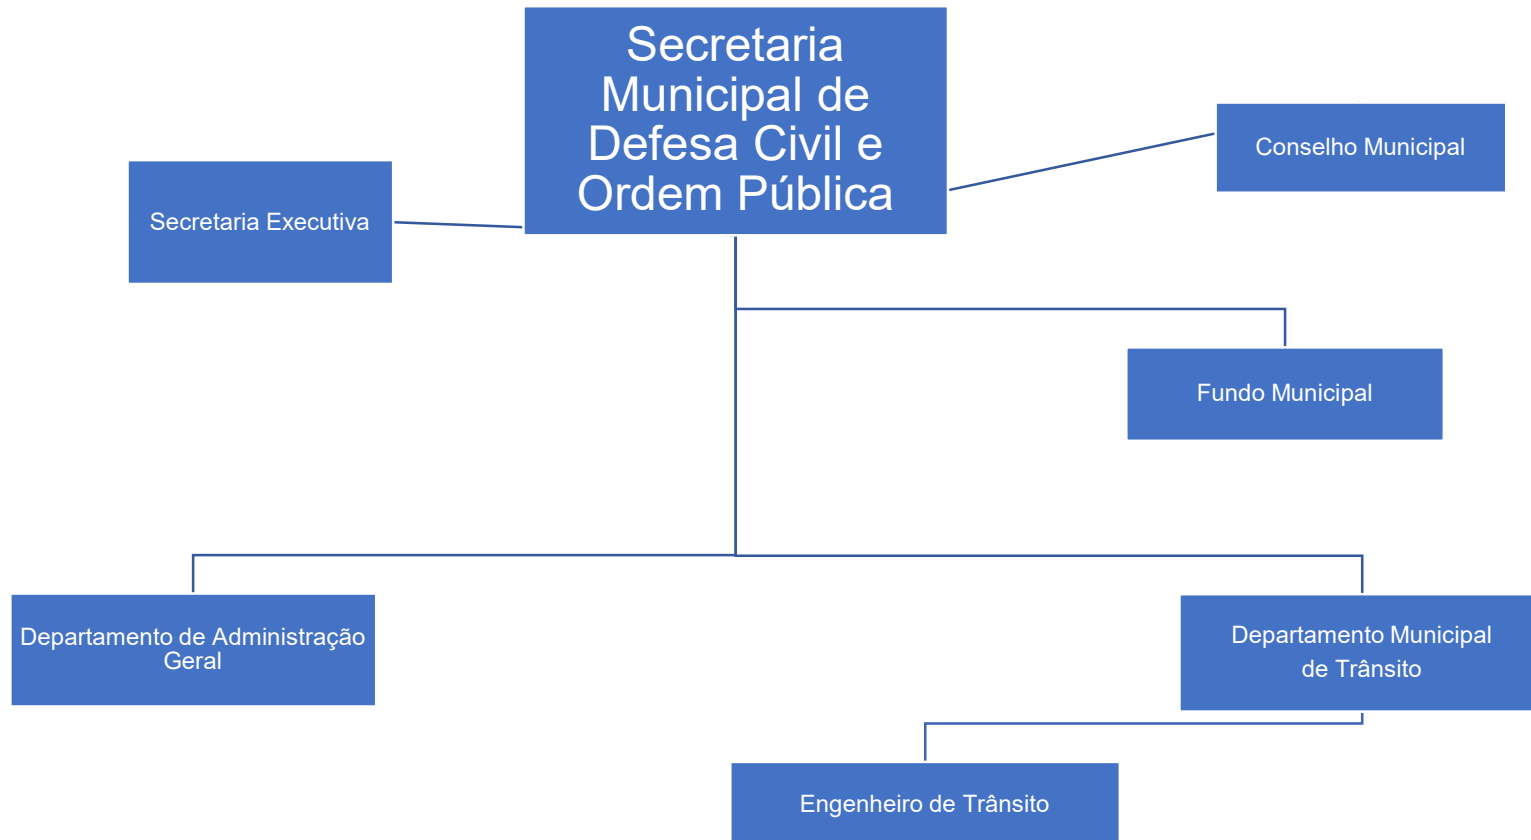 Secretaria
Municipal de
Defesa Civil e
Ordem Pública
Conselho Municipal
Secretaria Executiva
Fundo Municipal
Departamento de Administração
Geral
Departamento Municipal
de Trânsito
Engenheiro de Trânsito